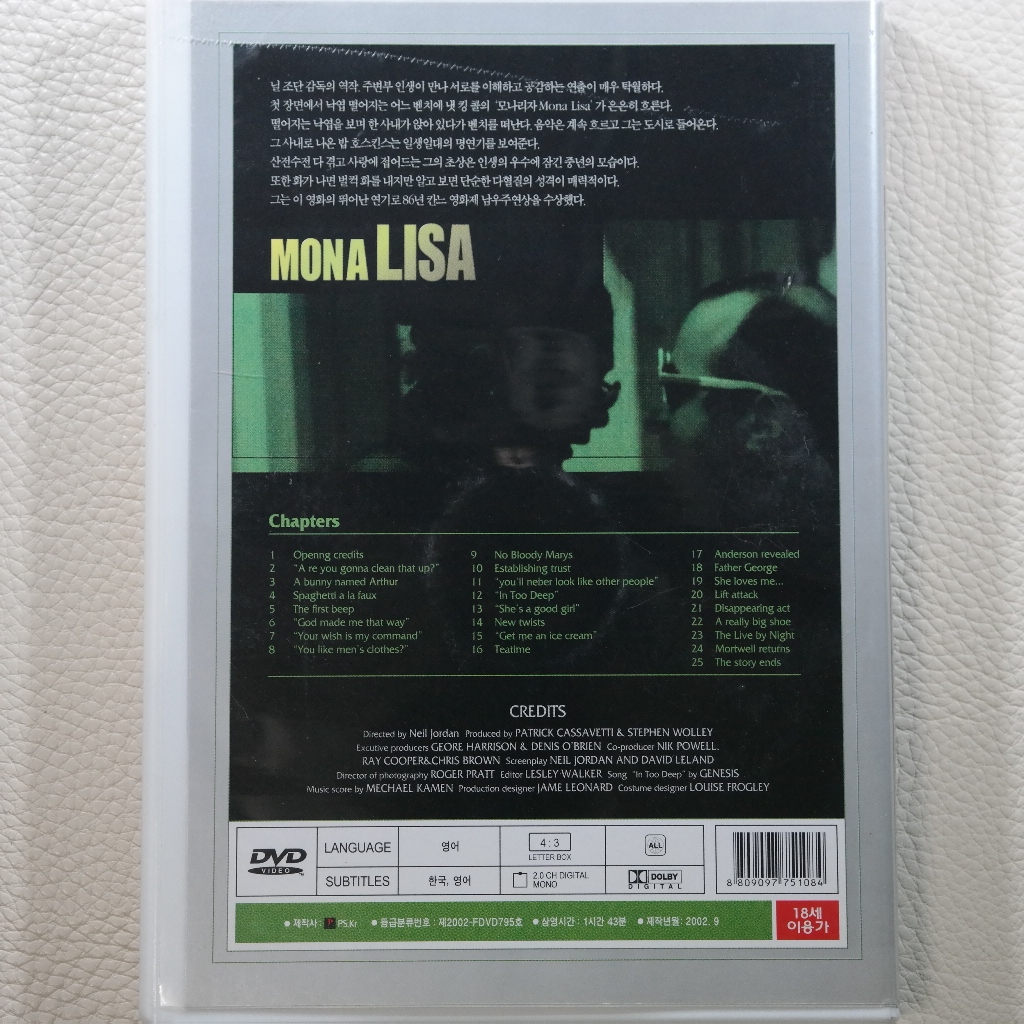 닐 조단 감독의 역작. 주변부 인생이 만나 서로를 이해하고 공감하는 연출이 매우 탁월하다.
첫 장면에서 낙엽 떨어지는 어느 벤치에 냇 킹 콜의 '모나리자 Mona Lisa' 가 은은히 흐른다.
떨어지는 낙엽을 보며 한 사내가 앉아 있다가 벤치를 떠난다. 음악은 계속 흐르고 그는 도시로 들어온다.
그 사내로 나온 밥 호스킨스는 일생일대의 명연기를 보여준다.
산전수전 다 겪고 사랑에 젊어드는 그의 초상은 인생의 우수에 잠긴 중년의 모습이다.
또한 화가 나면 벌컥 화를 내지만 알고 보면 단순한 다혈질의 성격이 매력적이다.
그는 이 영화의 뛰어난 연기로 86년 칸느 영화제 남우주연상을 수상했다.
MONA LISA
Chapters
1 Openng credits
2 "A re you gonna clean that up?"
3 A bunny named Arthur
4 Spaghetti a la faux
5 The first beep
6 "God made me that way"
7 "Your wish is my command"
8 "You like men's clothes?"
9 No Bloody Marys
10 Establishing trust
11 "you'll neber look like other people"
12 "In Too Deep"
13 "She's a good girl"
14 New twists
15 "Get me an ice cream"
16 Teatime
17 Anderson revealed
18 Father George
19 She loves me...
20 Lift attack
21 Disappearing act
22 A really big shoe
23 The Live by Night
24 Mortwell returns
25 The story ends
CREDITS
Directed by Neil Jordan Produced by PATRICK CASSAVETTI & STEPHEN WOLLEY
Excutive producers GEORE HARRISON & DENIS O'BRIEN Co-producer NIK POWELL.
RAY COOPER&.CHRIS BROWN Screenplay NEIL JORDAN AND DAVID LELAND
Director of photography ROGER PRATT Editor LESLEY WALKER Song "In Too Deep" by GENESIS
Music score by MECHAEL KAMEN Production designer JAME LEONARD Costume designer LOUISE FROGLEY
DVD VIDEO
LANGUAGE 영어
SUBTITLES 한국, 영어
4 : 3
LETTER BOX
2.0 CH DIGITAL
MONO
ALL
DOLBY
DIGITAL
8 809097 751084
● 제작사 : PS.Kr ● 등급분류번호 : 제2002-FDVD795호 ● 상영시간 : 1시간 43분 ● 제작년월: 2002. 9
18세
이용가